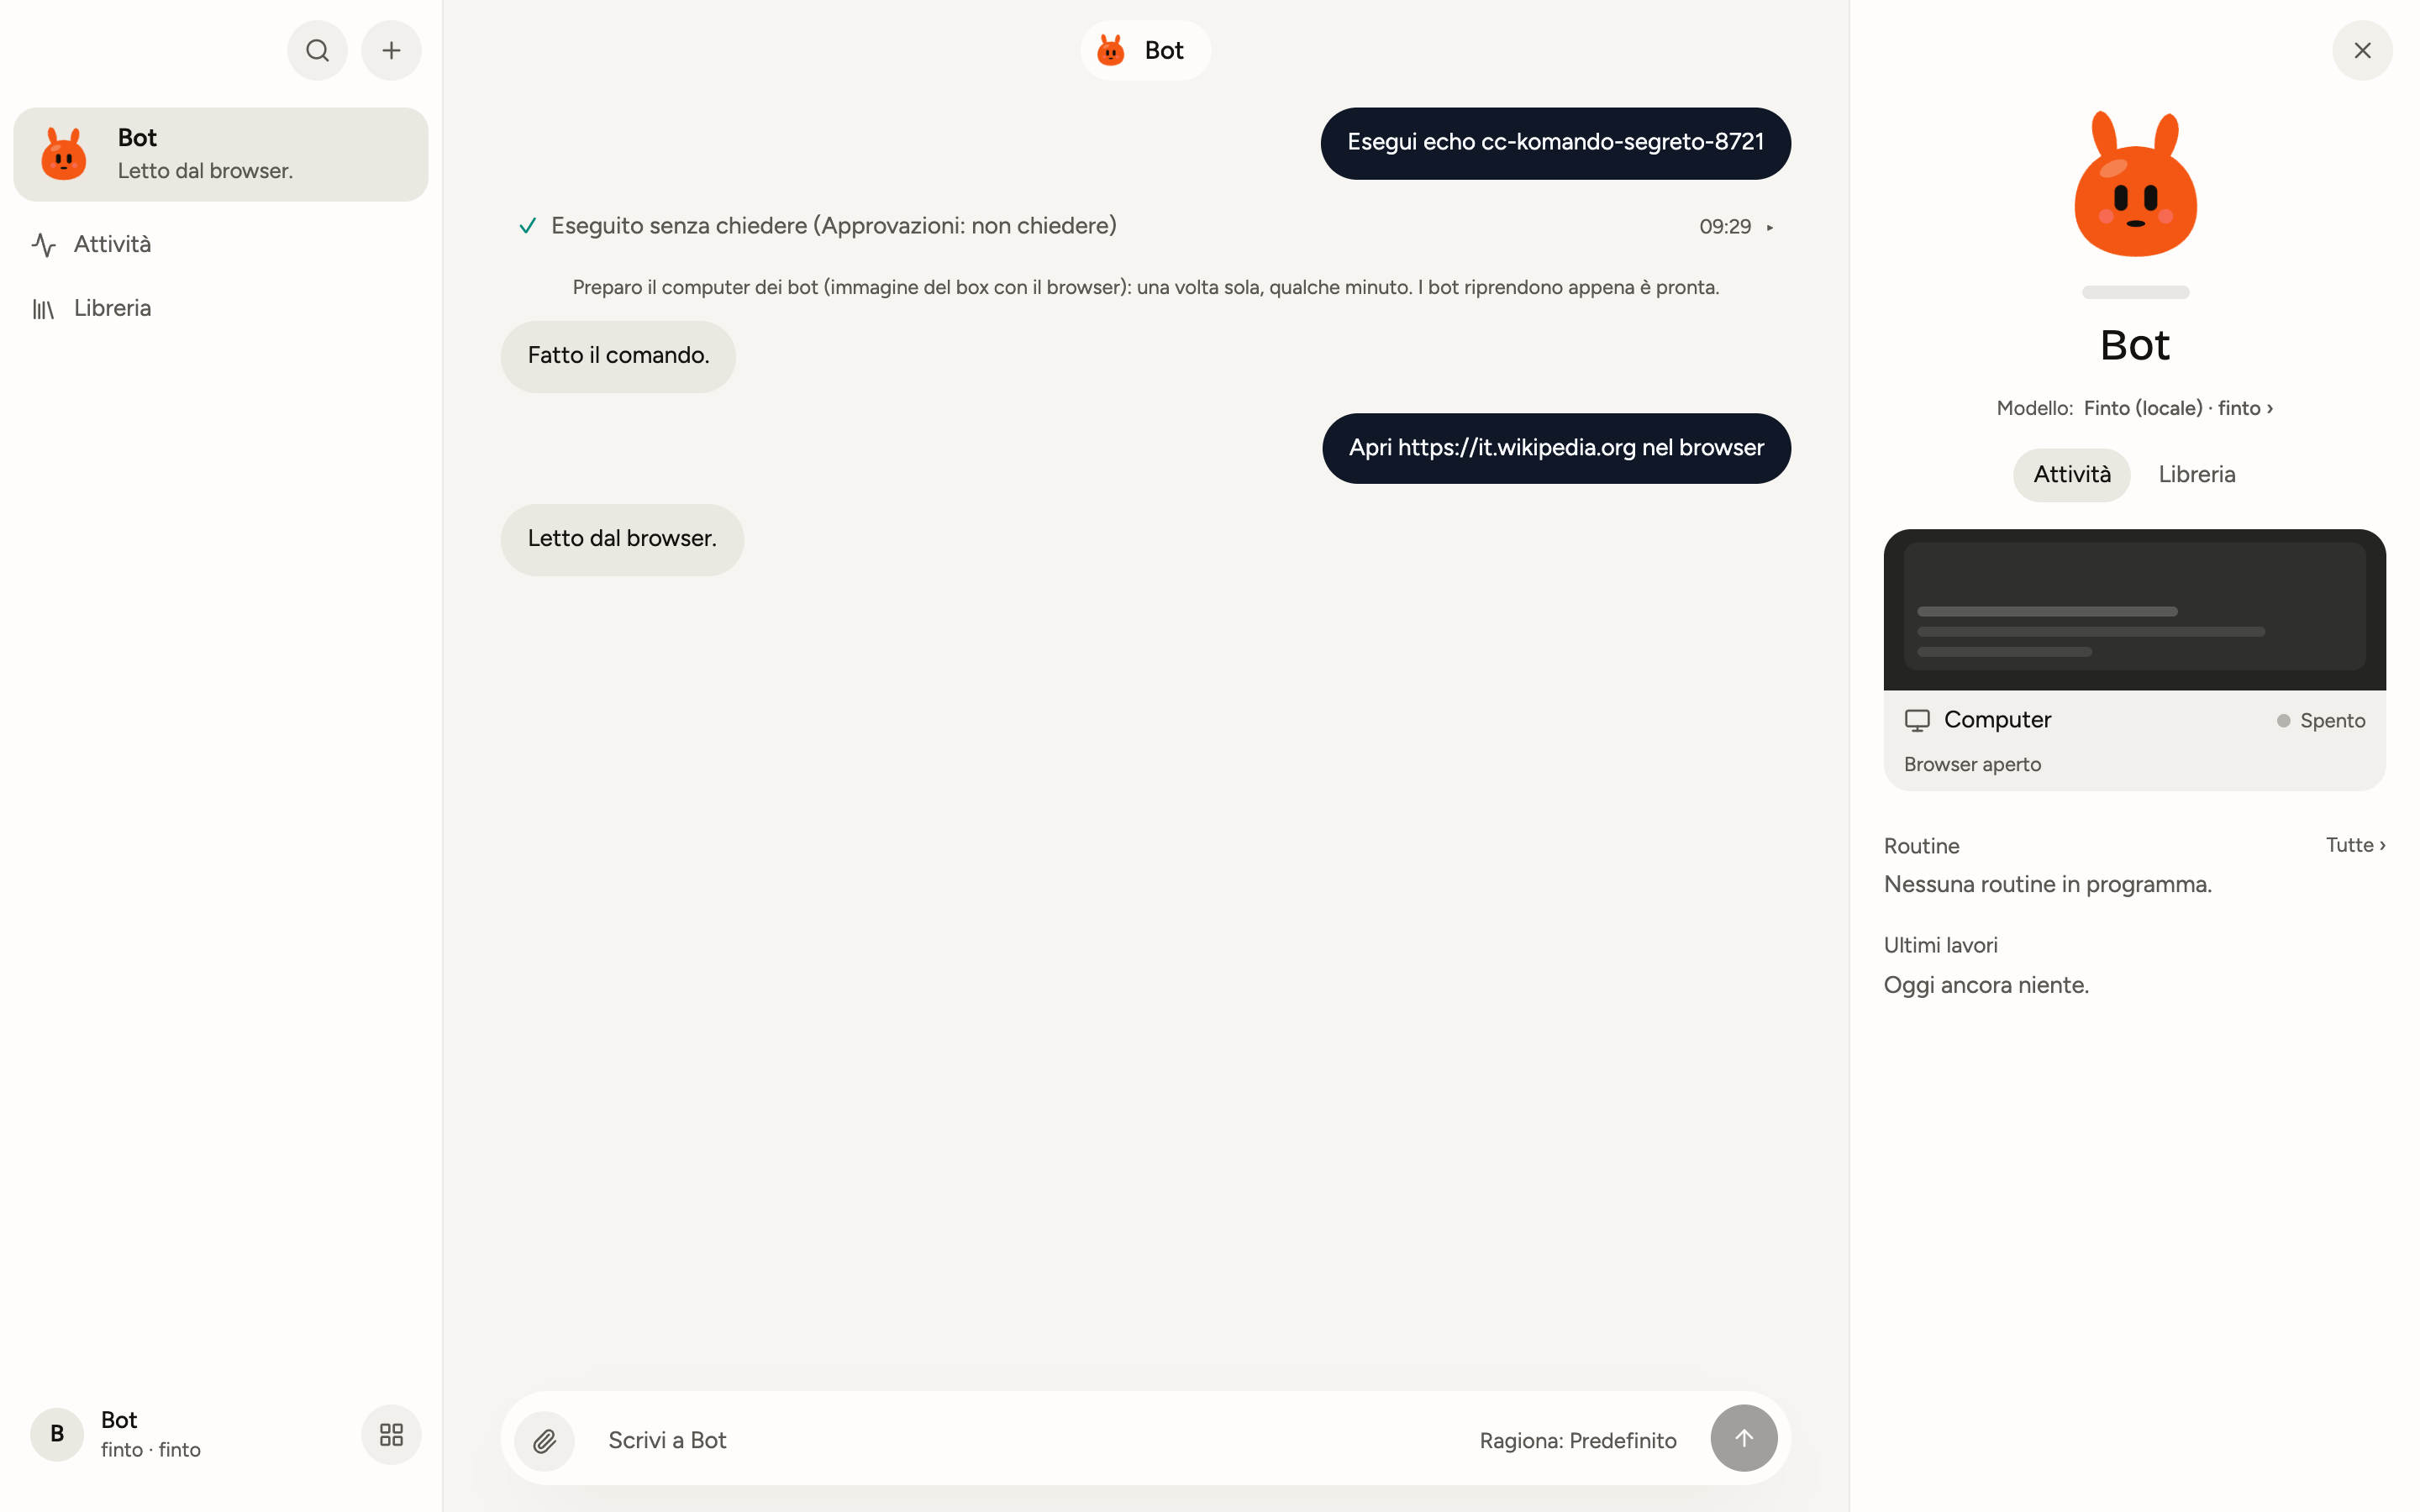 Bot
Letto dal browser.
Attività
Libreria
B
Bot
finto · finto
Bot
Esegui echo cc-komando-segreto-8721
Eseguito senza chiedere (Approvazioni: non chiedere)
09:29
Preparo il computer dei bot (immagine del box con il browser): una volta sola, qualche minuto. I bot riprendono appena è pronta.
Fatto il comando.
Apri https://it.wikipedia.org nel browser
Letto dal browser.
Scrivi a Bot
Ragiona: Predefinito
Bot
Modello: Finto (locale) · finto ›
Attività
Libreria
Computer
Spento
Browser aperto
Routine
Tutte ›
Nessuna routine in programma.
Ultimi lavori
Oggi ancora niente.